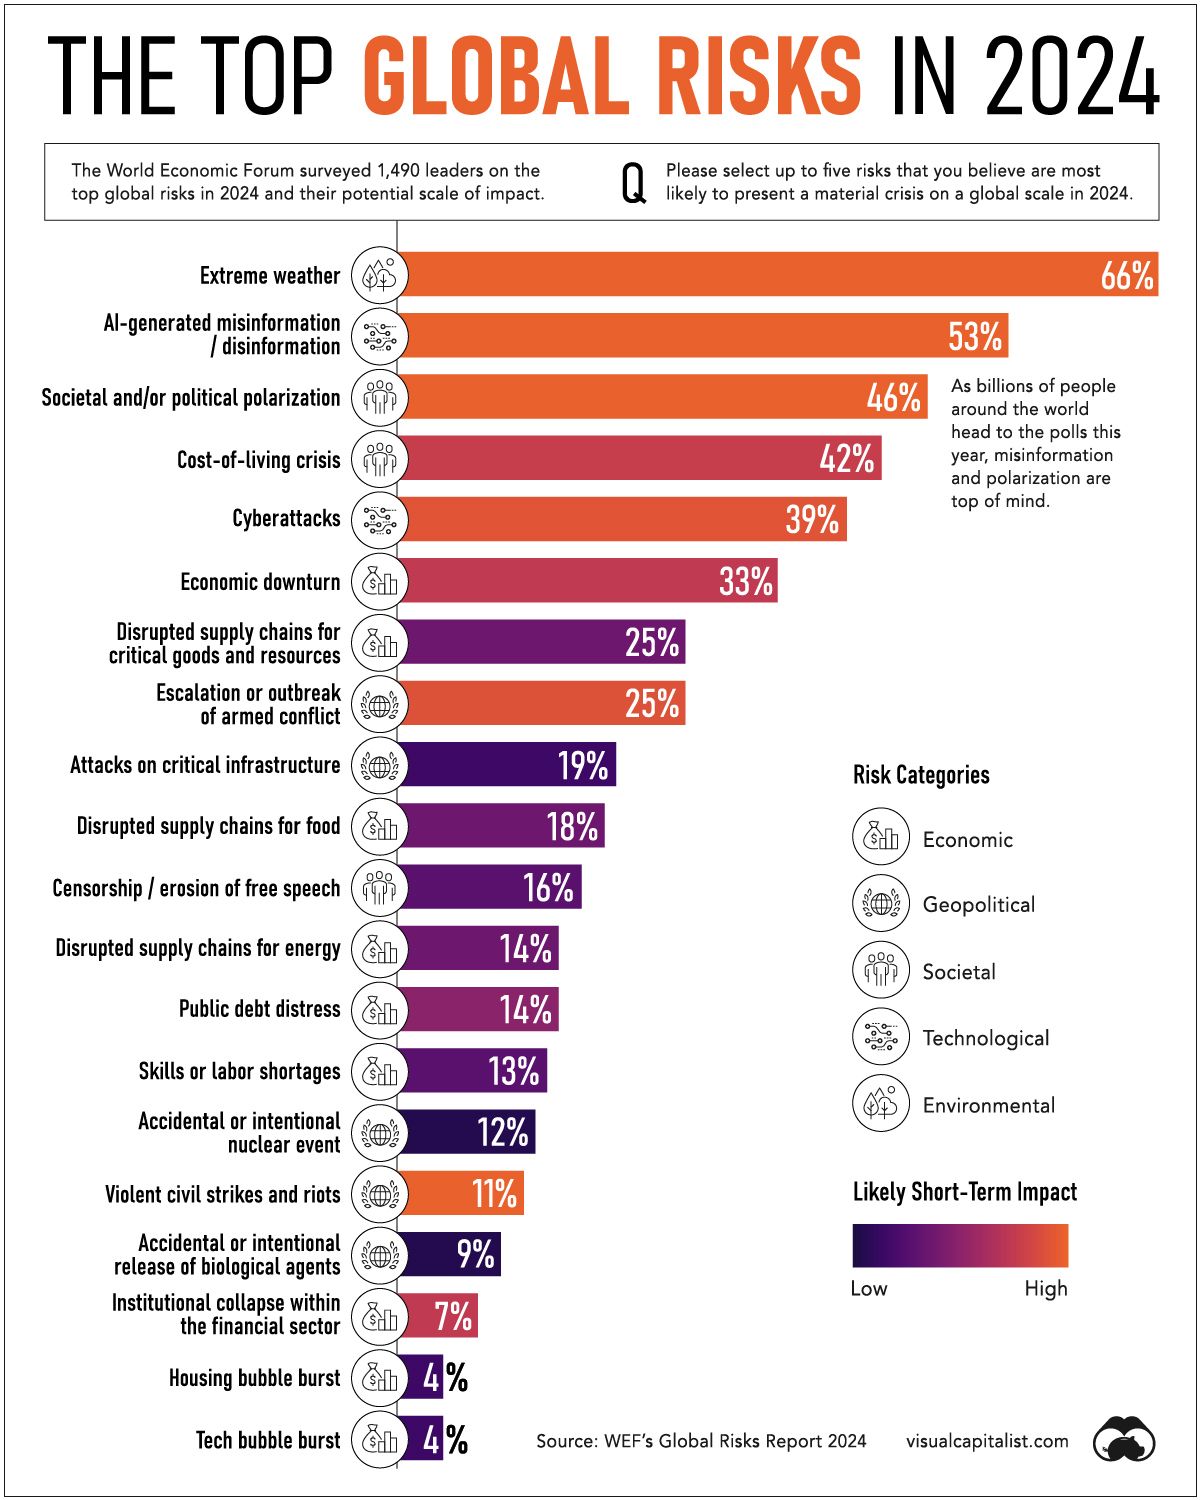 THE TOP GLOBAL RISKS IN 2024
The World Economic Forum surveyed 1,490 leaders on the
top global risks in 2024 and their potential scale of impact.
Q
Please select up to five risks that you believe are most
likely to present a material crisis on a global scale in 2024.
Extreme weather
66%
AI-generated misinformation
/ disinformation
53%
Societal and/or political polarization
46%
As billions of people
around the world
head to the polls this
year, misinformation
and polarization are
top of mind.
Cost-of-living crisis
42%
Cyberattacks
39%
Economic downturn
33%
Disrupted supply chains for
critical goods and resources
25%
Escalation or outbreak
of armed conflict
25%
Attacks on critical infrastructure
19%
Disrupted supply chains for food
18%
Censorship / erosion of free speech
16%
Disrupted supply chains for energy
14%
Public debt distress
14%
Skills or labor shortages
13%
Accidental or intentional
nuclear event
12%
Violent civil strikes and riots
11%
Accidental or intentional
release of biological agents
9%
Institutional collapse within
the financial sector
7%
Housing bubble burst
4%
Tech bubble burst
4%
Risk Categories
Economic
Geopolitical
Societal
Technological
Environmental
Likely Short-Term Impact
Low
High
Source: WEF's Global Risks Report 2024
visualcapitalist.com